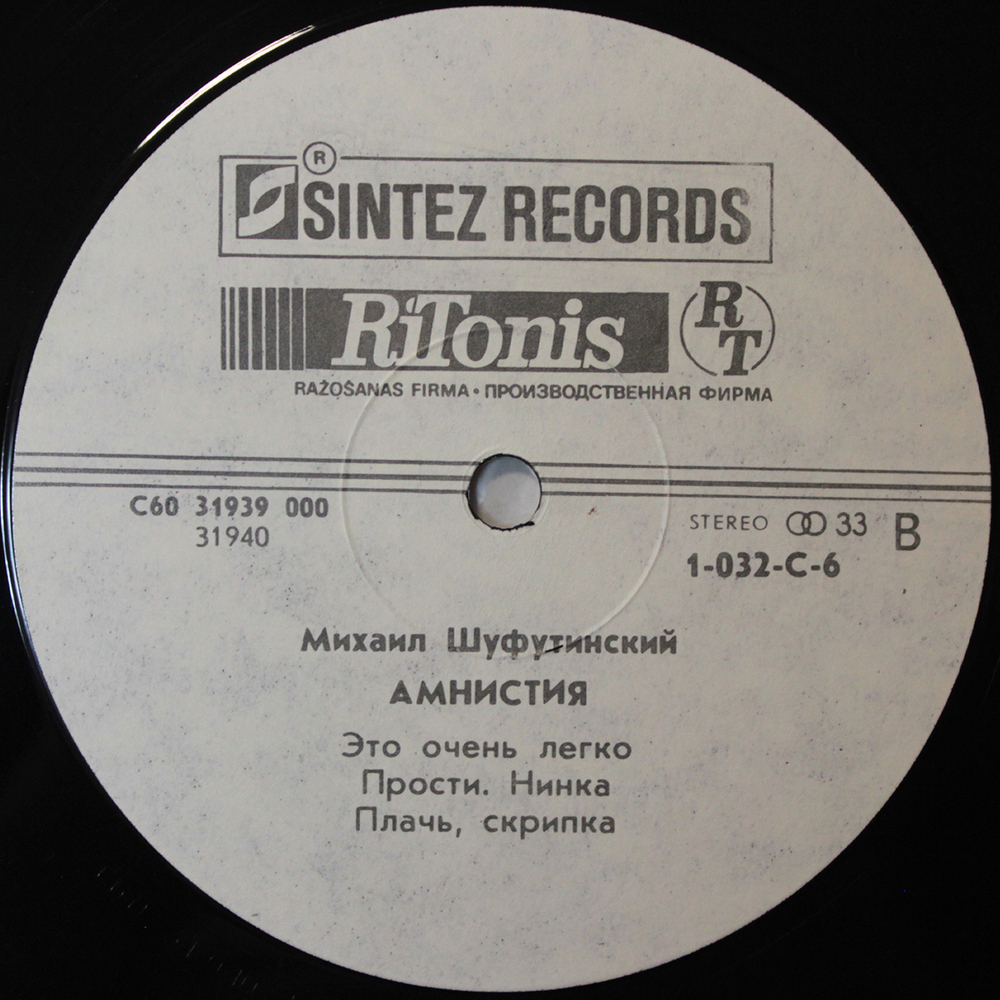 ®
SINTEZ RECORDS
RiTonis RT
RAŽOŠANAS FIRMA • ПРОИЗВОДСТВЕННАЯ ФИРМА
С60 31939 000
31940
STEREO 33 В
1-032-С-6
Михаил Шуфутинский
АМНИСТИЯ
Это очень легко
Прости. Нинка
Плачь, скрипка